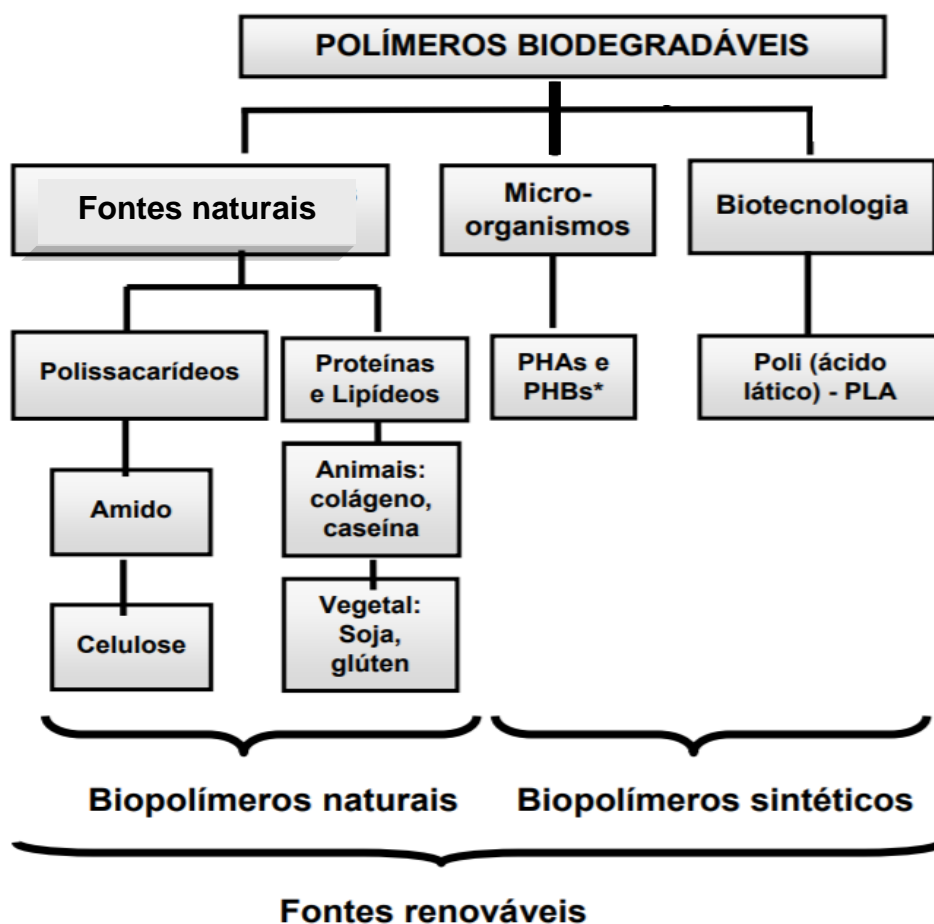 POLÍMEROS BIODEGRADÁVEIS
Fontes naturais
Micro-
organismos
Biotecnologia
Polissacarídeos
Proteínas
e Lipídeos
PHAs e
PHBs*
Poli (ácido
lático) - PLA
Amido
Animais:
colágeno,
caseína
Celulose
Vegetal:
Soja,
glúten
Biopolímeros naturais
Biopolímeros sintéticos
Fontes renováveis